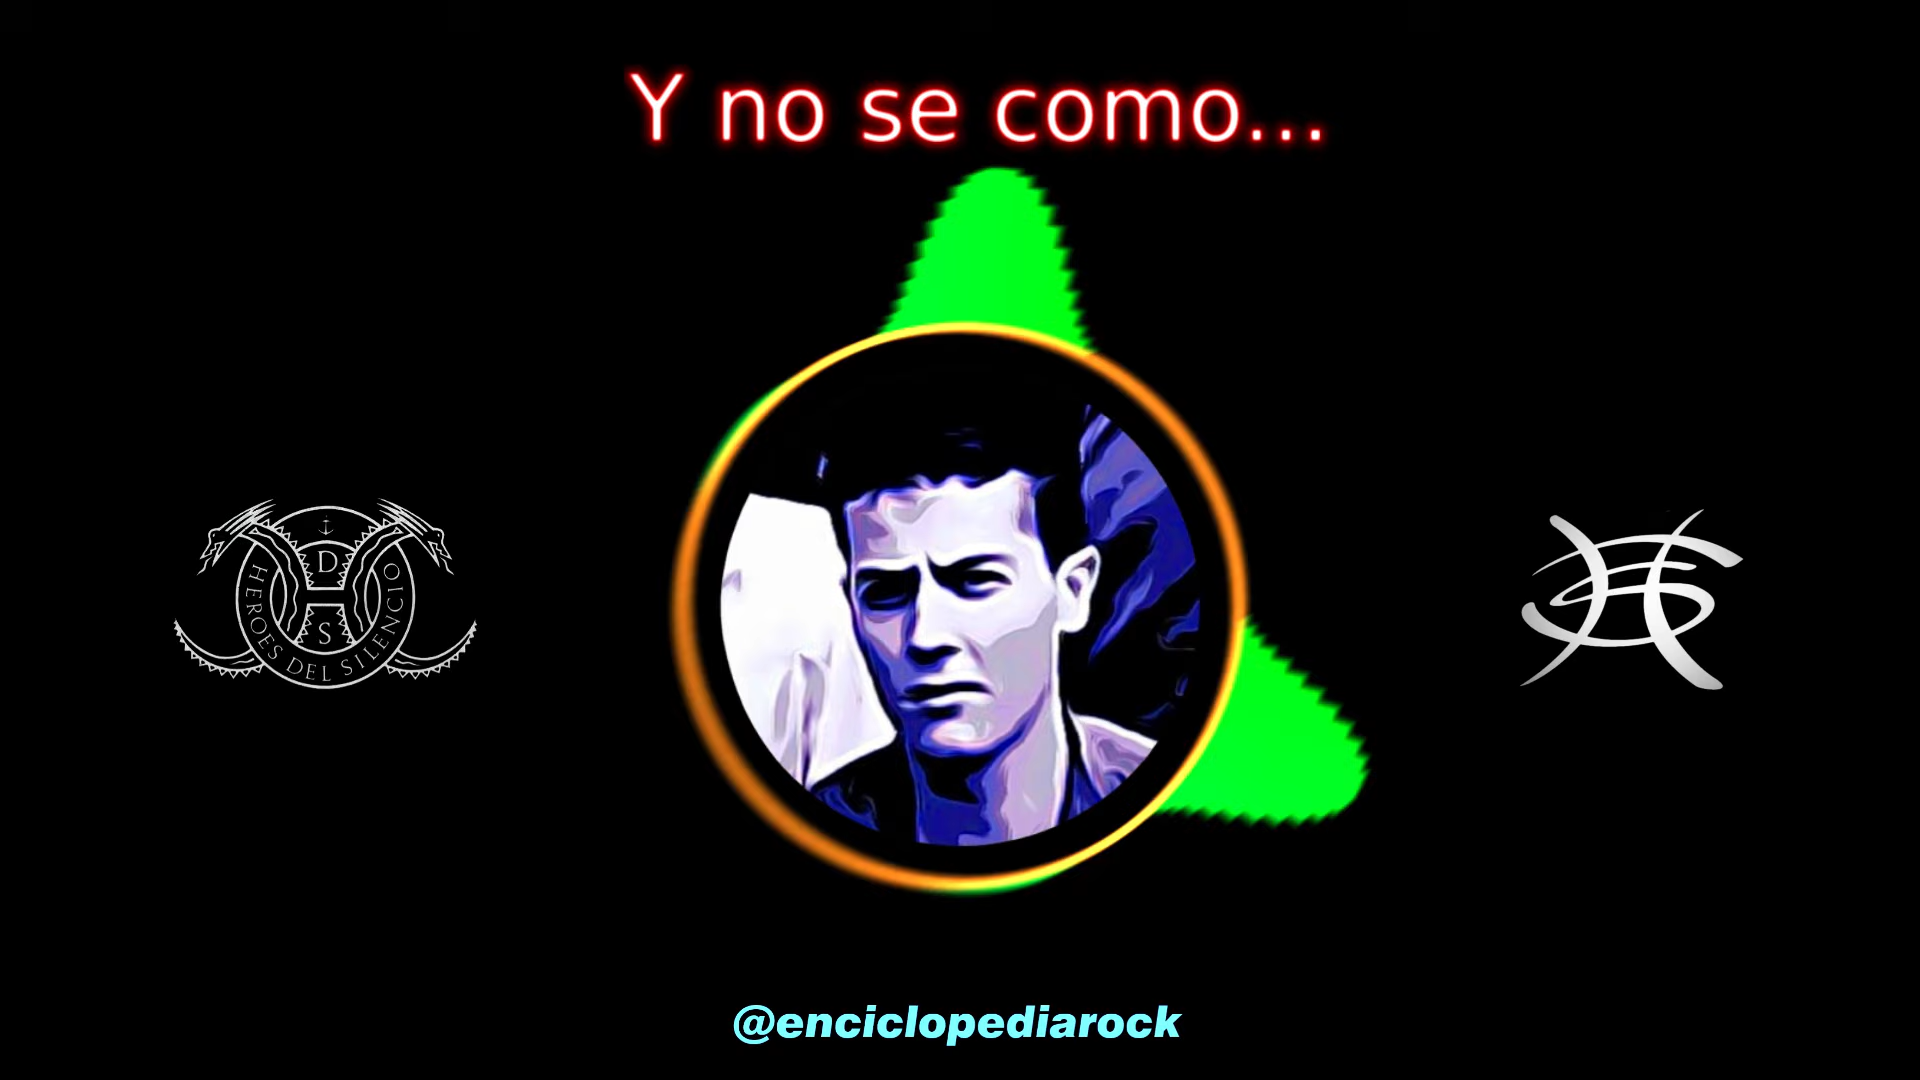 Y no se como...
D
H
S
HEROES DEL SILENCIO
@enciclopediarock